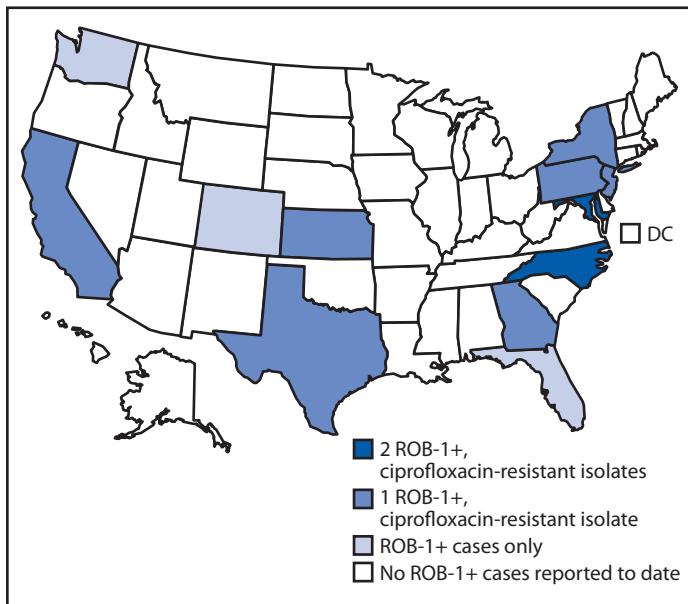 DC
2 ROB-1+,
ciprofloxacin-resistant isolates
1 ROB-1+,
ciprofloxacin-resistant isolate
ROB-1+ cases only
No ROB-1+ cases reported to date